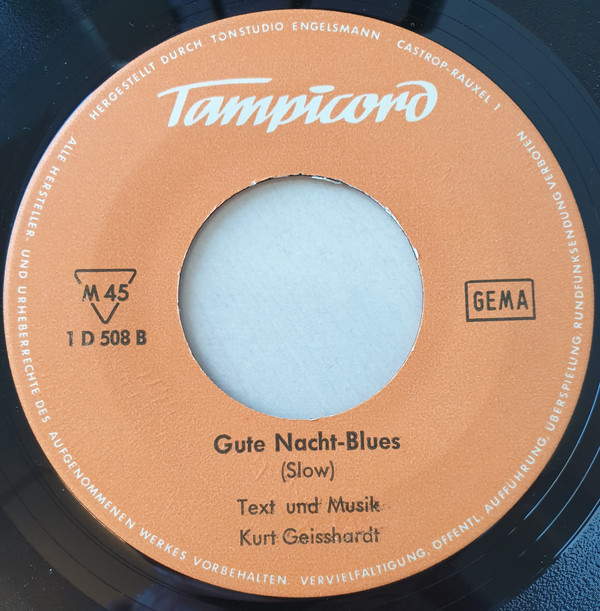 HERGESTELLT DURCH TONSTUDIO ENGELSMANN - CASTROP-RAUXEL 1
Tampicord
M 45
1 D 508 B
GEMA
Gute Nacht-Blues
(Slow)
Text und Musik
Kurt Geisshardt
ALLE HERSTELLER- UND URHEBERRECHTE DES AUFGENOMMENEN WERKES VORBEHALTEN. VERVIELFÄLTIGUNG, ÖFFENTL. AUFFÜHRUNG, ÜBERSPIELUNG, RUNDFUNKSENDUNG VERBOTEN